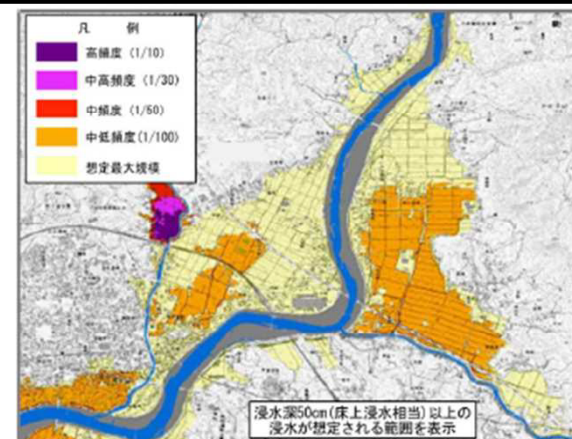 凡 例
高頻度 (1/10)
中高頻度 (1/30)
中頻度 (1/50)
中低頻度(1/100)
想定最大規模
浸水深50cm(床上浸水相当)以上の
浸水が想定される範囲を表示